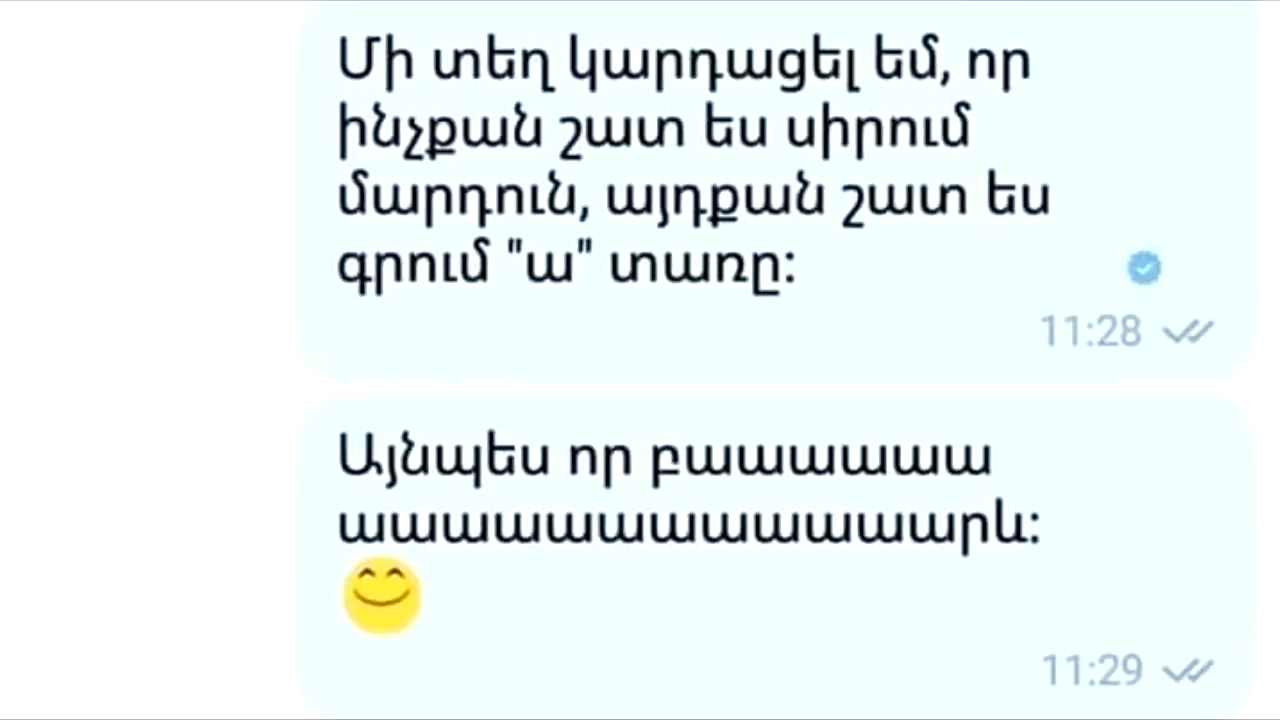 Մի տեղ կարդացել եմ, որ
ինչքան շատ ես սիրում
մարդուն, այդքան շատ ես
գրում "ա" տառը:
11:28
Այնպես որ բաաաաաա
աաաաաաաաաաաաարև:
11:29